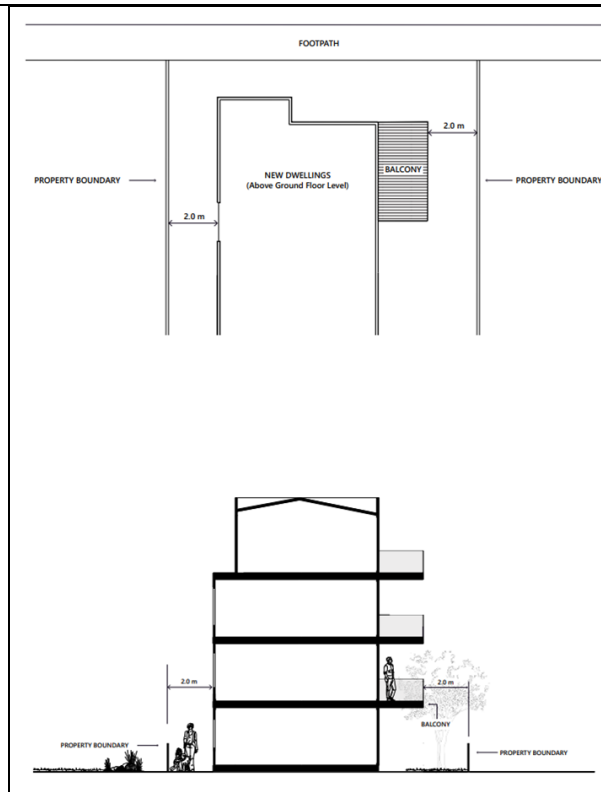 FOOTPATH
2.0 m
BALCONY
NEW DWELLINGS
(Above Ground Floor Level)
PROPERTY BOUNDARY
PROPERTY BOUNDARY
2.0 m
2.0 m
2.0 m
BALCONY
PROPERTY BOUNDARY
PROPERTY BOUNDARY